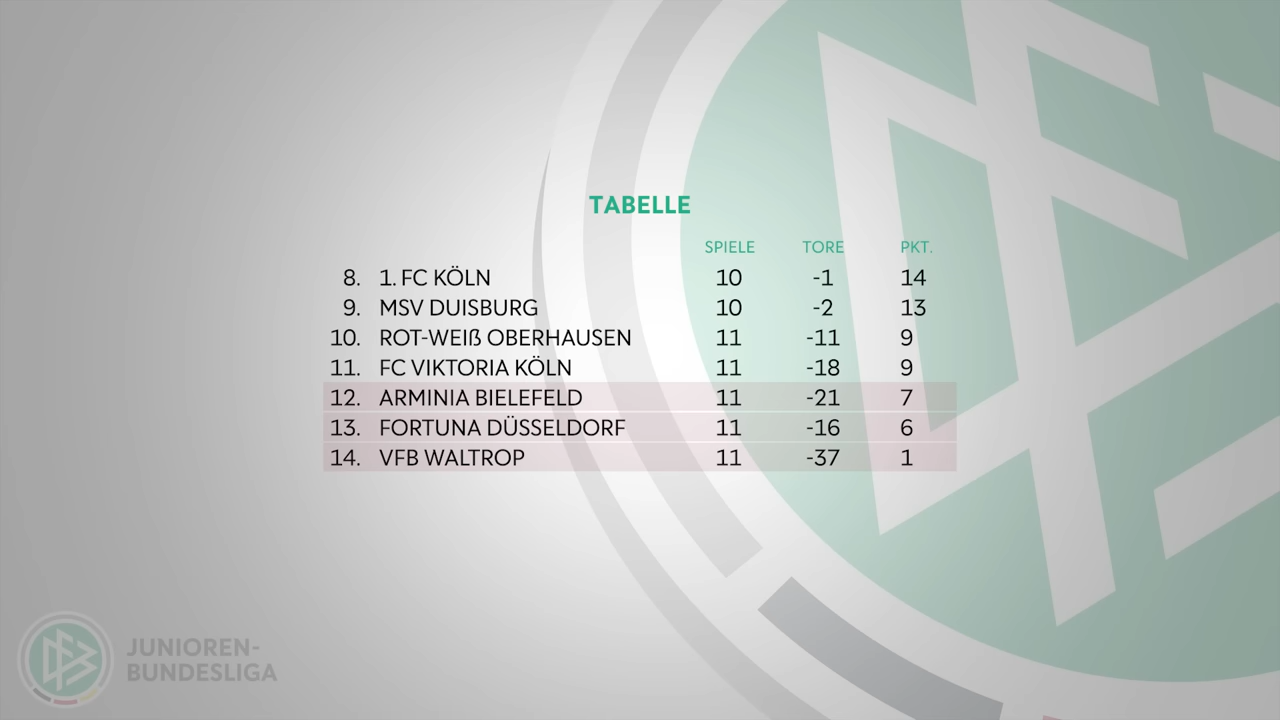 TABELLE
SPIELE TORE PKT.
8. 1. FC KÖLN 10 -1 14
9. MSV DUISBURG 10 -2 13
10. ROT-WEIß OBERHAUSEN 11 -11 9
11. FC VIKTORIA KÖLN 11 -18 9
12. ARMINIA BIELEFELD 11 -21 7
13. FORTUNA DÜSSELDORF 11 -16 6
14. VFB WALTROP 11 -37 1
JUNIOREN-
BUNDESLIGA